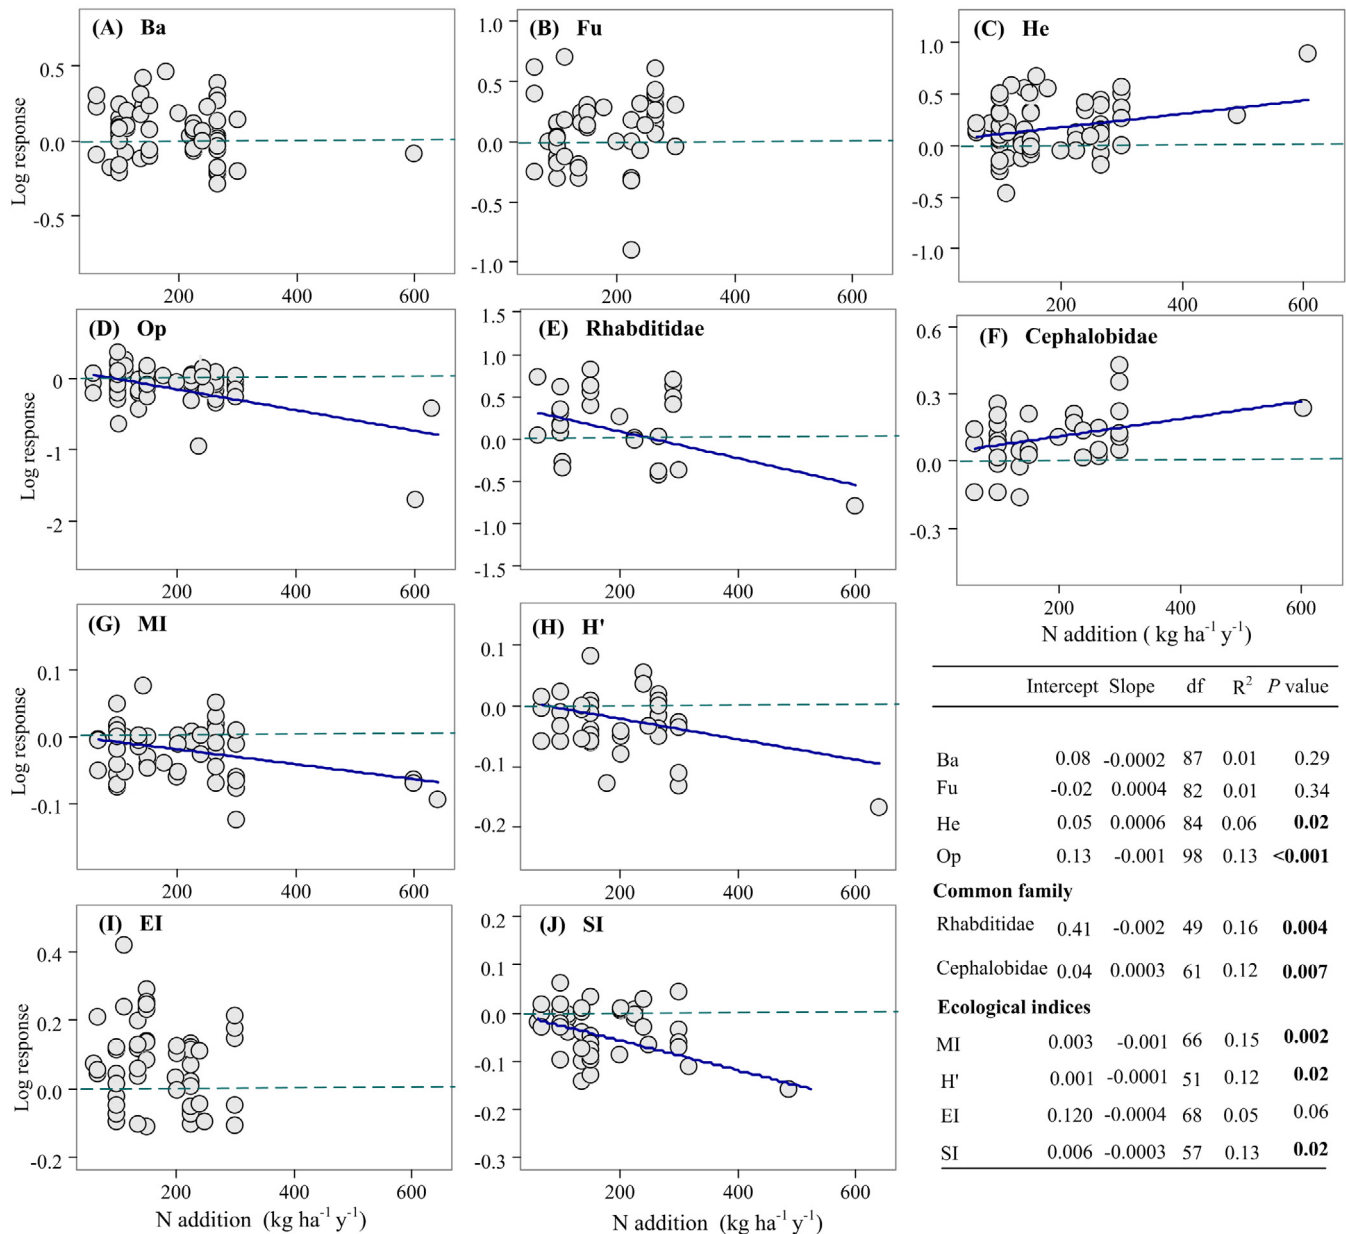 (A) Ba
0.5
0.0
-0.5
Log response
200 400 600
(B) Fu
1.0
0.5
0.0
-0.5
-1.0
200 400 600
(C) He
1.0
0.5
0.0
-0.5
-1.0
200 400 600
(D) Op
0
-1
-2
Log response
200 400 600
(E) Rhabditidae
1.5
1.0
0.5
0.0
-0.5
-1.0
-1.5
200 400 600
(F) Cephalobidae
0.6
0.3
0.0
-0.3
200 400 600
N addition ( kg ha⁻¹ y⁻¹)
(G) MI
0.1
0.0
-0.1
Log response
200 400 600
(H) H'
0.1
0.0
-0.1
-0.2
200 400 600
(I) EI
0.4
0.2
0.0
-0.2
Log response
200 400 600
N addition (kg ha⁻¹ y⁻¹)
(J) SI
0.2
0.1
0.0
-0.1
-0.2
-0.3
200 400 600
N addition (kg ha⁻¹ y⁻¹)
Intercept Slope df R² P value
Ba 0.08 -0.0002 87 0.01 0.29
Fu -0.02 0.0004 82 0.01 0.34
He 0.05 0.0006 84 0.06 0.02
Op 0.13 -0.001 98 0.13 <0.001
Common family
Rhabditidae 0.41 -0.002 49 0.16 0.004
Cephalobidae 0.04 0.0003 61 0.12 0.007
Ecological indices
MI 0.003 -0.001 66 0.15 0.002
H' 0.001 -0.0001 51 0.12 0.02
EI 0.120 -0.0004 68 0.05 0.06
SI 0.006 -0.0003 57 0.13 0.02